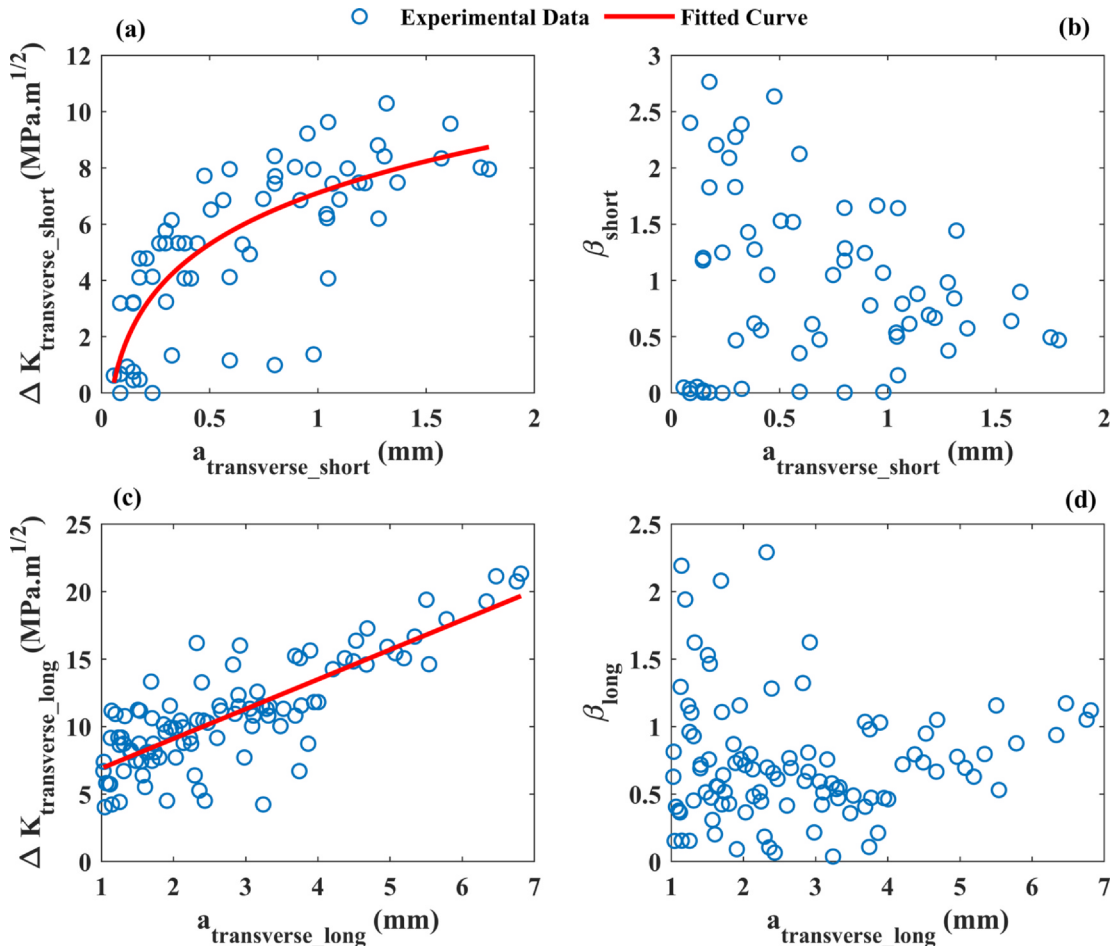 Experimental Data Fitted Curve
(a)
Δ K_transverse_short (MPa.m^1/2)
12
10
8
6
4
2
0
0 0.5 1 1.5 2
a_transverse_short (mm)
(b)
β_short
3
2.5
2
1.5
1
0.5
0
0 0.5 1 1.5 2
a_transverse_short (mm)
(c)
Δ K_transverse_long (MPa.m^1/2)
25
20
15
10
5
0
1 2 3 4 5 6 7
a_transverse_long (mm)
(d)
β_long
2.5
2
1.5
1
0.5
0
1 2 3 4 5 6 7
a_transverse_long (mm)